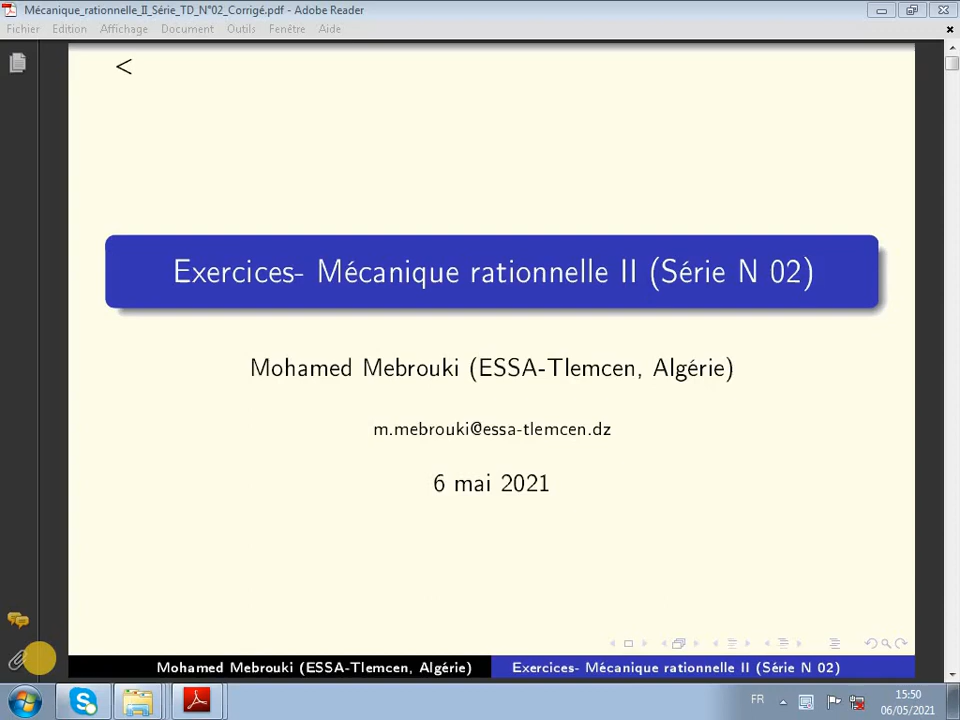 Mécanique_rationnelle_II_Série_TD_N°02_Corrigé.pdf - Adobe Reader
Fichier Edition Affichage Document Outils Fenêtre Aide
<
Exercices- Mécanique rationnelle II (Série N 02)
Mohamed Mebrouki (ESSA-Tlemcen, Algérie)
m.mebrouki@essa-tlemcen.dz
6 mai 2021
Mohamed Mebrouki (ESSA-Tlemcen, Algérie) Exercices- Mécanique rationnelle II (Série N 02)
FR
15:50
06/05/2021